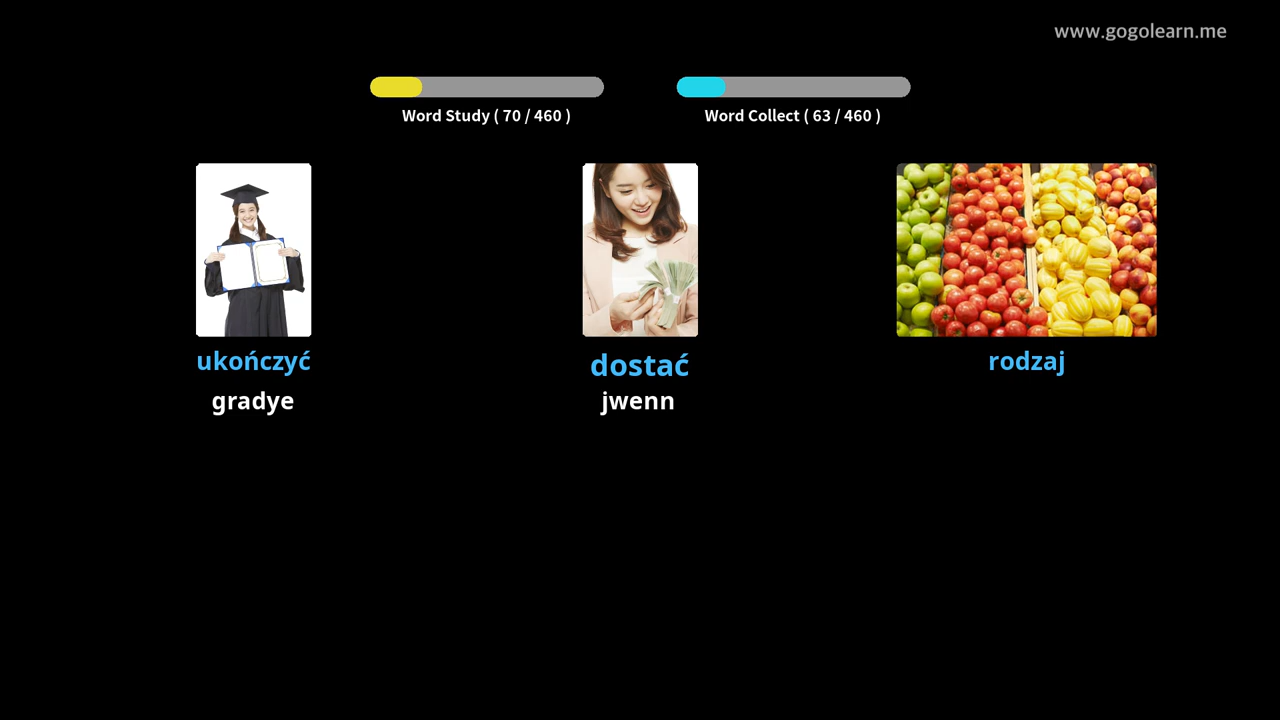 www.gogolearn.me
Word Study ( 70 / 460 )
Word Collect ( 63 / 460 )
ukończyć
dostać
rodzaj
gradye
jwenn